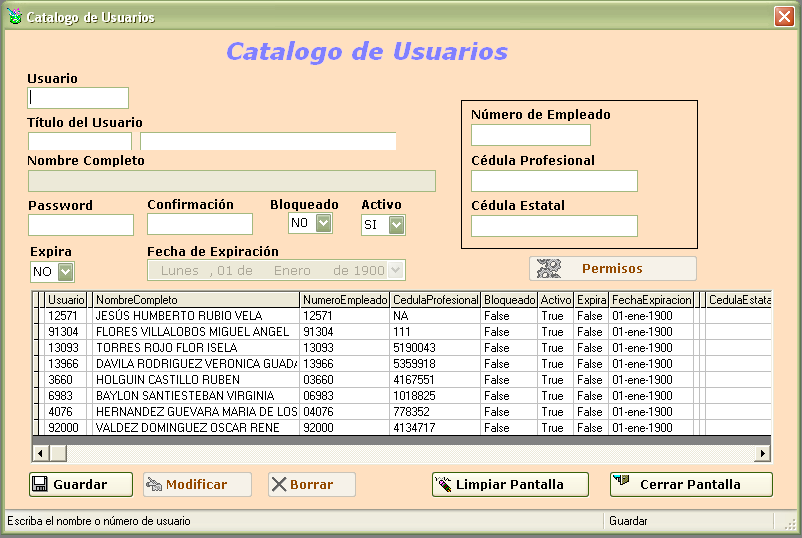 Catalogo de Usuarios
Catalogo de Usuarios
Usuario
Título del Usuario
Número de Empleado
Nombre Completo
Cédula Profesional
Password Confirmación Bloqueado Activo
Cédula Estatal
NO SI
Expira Fecha de Expiración
NO Lunes , 01 de Enero de 1900 Permisos
Usuario NombreCompleto NumeroEmpleado CedulaProfesional Bloqueado Activo Expira FechaExpiracion CedulaEstata
12571 JESÚS HUMBERTO RUBIO VELA 12571 NA False True False 01-ene-1900
91304 FLORES VILLALOBOS MIGUEL ANGEL 91304 111 False True False 01-ene-1900
13093 TORRES ROJO FLOR ISELA 13093 5190043 False True False 01-ene-1900
13966 DAVILA RODRIGUEZ VERONICA GUADA 13966 5359918 False True False 01-ene-1900
3660 HOLGUIN CASTILLO RUBEN 03660 4167551 False True False 01-ene-1900
6983 BAYLON SANTIESTEBAN VIRGINIA 06983 1018825 False True False 01-ene-1900
4076 HERNANDEZ GUEVARA MARIA DE LOS 04076 778352 False True False 01-ene-1900
92000 VALDEZ DOMINGUEZ OSCAR RENE 92000 4134717 False True False 01-ene-1900
Guardar Modificar Borrar Limpiar Pantalla Cerrar Pantalla
Escriba el nombre o número de usuario Guardar